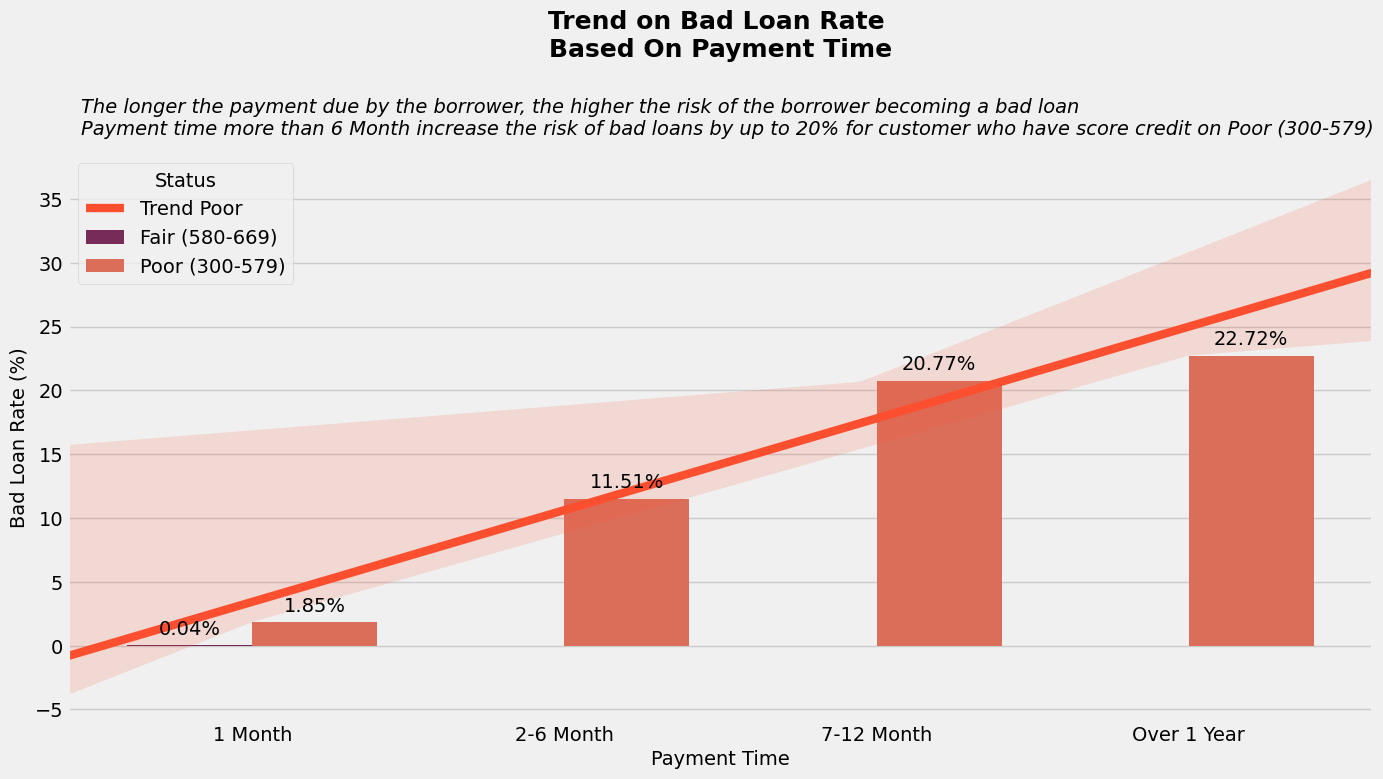 Trend on Bad Loan Rate
Based On Payment Time
The longer the payment due by the borrower, the higher the risk of the borrower becoming a bad loan
Payment time more than 6 Month increase the risk of bad loans by up to 20% for customer who have score credit on Poor (300-579)
Status
Trend Poor
Fair (580-669)
Poor (300-579)
Bad Loan Rate (%)
35
30
25
20
15
10
5
0
−5
0.04%
1.85%
11.51%
20.77%
22.72%
1 Month
2-6 Month
7-12 Month
Over 1 Year
Payment Time